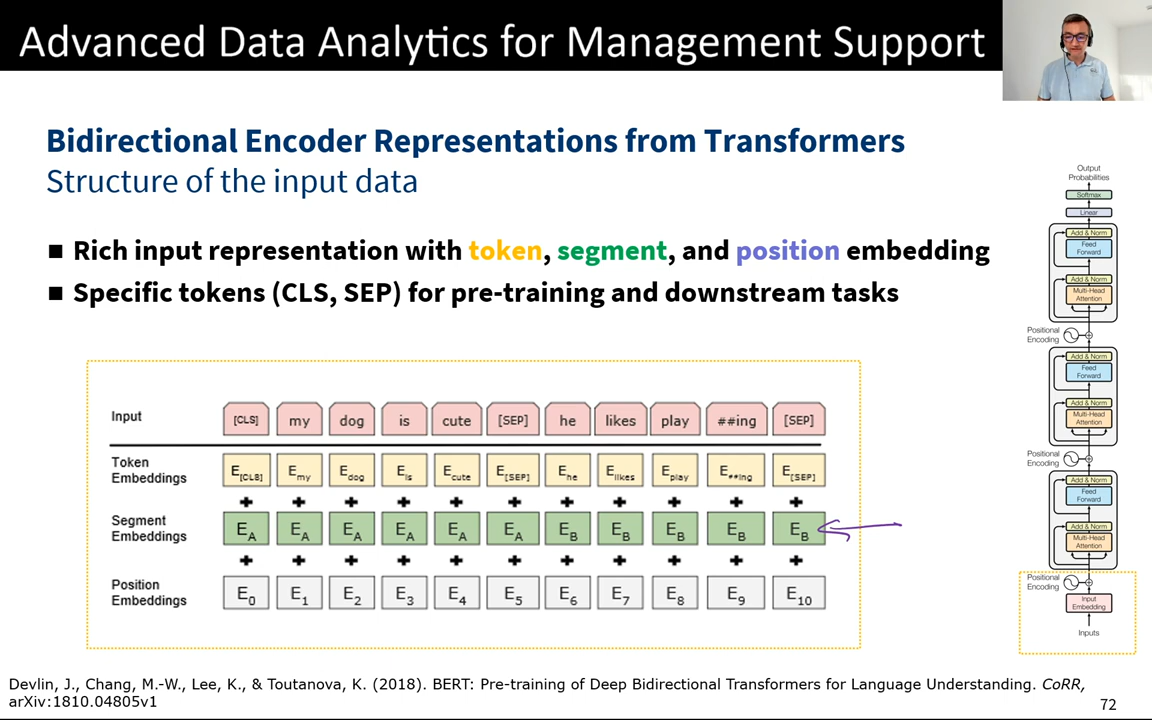 Advanced Data Analytics for Management Support
Bidirectional Encoder Representations from Transformers
Structure of the input data
■ Rich input representation with token, segment, and position embedding
■ Specific tokens (CLS, SEP) for pre-training and downstream tasks
Input [CLS] my dog is cute [SEP] he likes play ##ing [SEP]
Token
Embeddings
E[CLS] Emy Edog Eis Ecute E[SEP] Ehe Elikes Eplay E##ing E[SEP]
+ + + + + + + + + + +
Segment
Embeddings
EA EA EA EA EA EA EB EB EB EB EB
+ + + + + + + + + + +
Position
Embeddings
E0 E1 E2 E3 E4 E5 E6 E7 E8 E9 E10
Output
Probabilities
Softmax
Linear
Add & Norm
Feed
Forward
Add & Norm
Multi-Head
Attention
Positional
Encoding
Add & Norm
Feed
Forward
Add & Norm
Multi-Head
Attention
Positional
Encoding
Add & Norm
Feed
Forward
Add & Norm
Multi-Head
Attention
Positional
Encoding
Input
Embedding
Inputs
Devlin, J., Chang, M.-W., Lee, K., & Toutanova, K. (2018). BERT: Pre-training of Deep Bidirectional Transformers for Language Understanding. CoRR,
arXiv:1810.04805v1
72